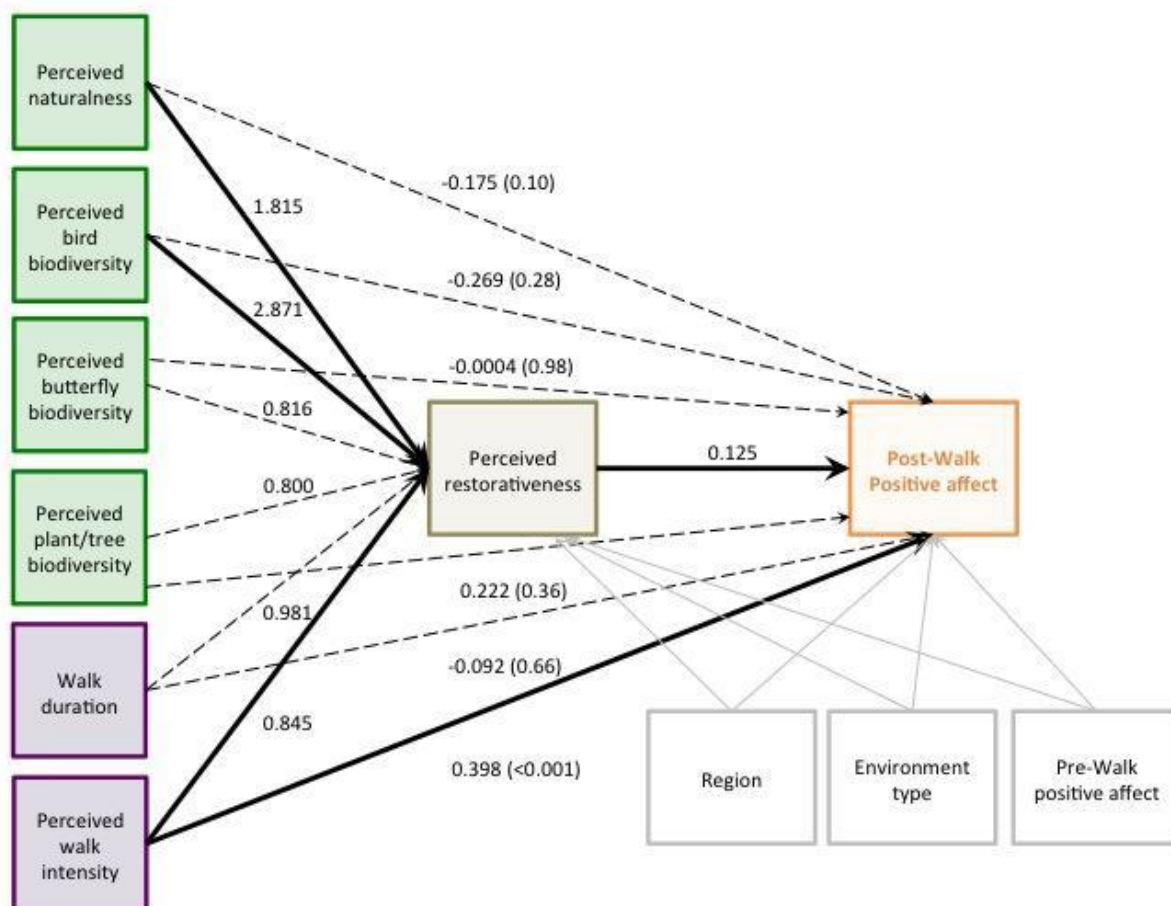 Perceived
naturalness
-0.175 (0.10)
1.815
Perceived
bird
biodiversity
-0.269 (0.28)
2.871
Perceived
butterfly
biodiversity
-0.0004 (0.98)
0.816
Perceived
restorativeness
0.125
Post-Walk
Positive affect
0.800
Perceived
plant/tree
biodiversity
0.222 (0.36)
0.981
Walk
duration
-0.092 (0.66)
0.845
0.398 (<0.001)
Perceived
walk
intensity
Region
Environment
type
Pre-Walk
positive affect